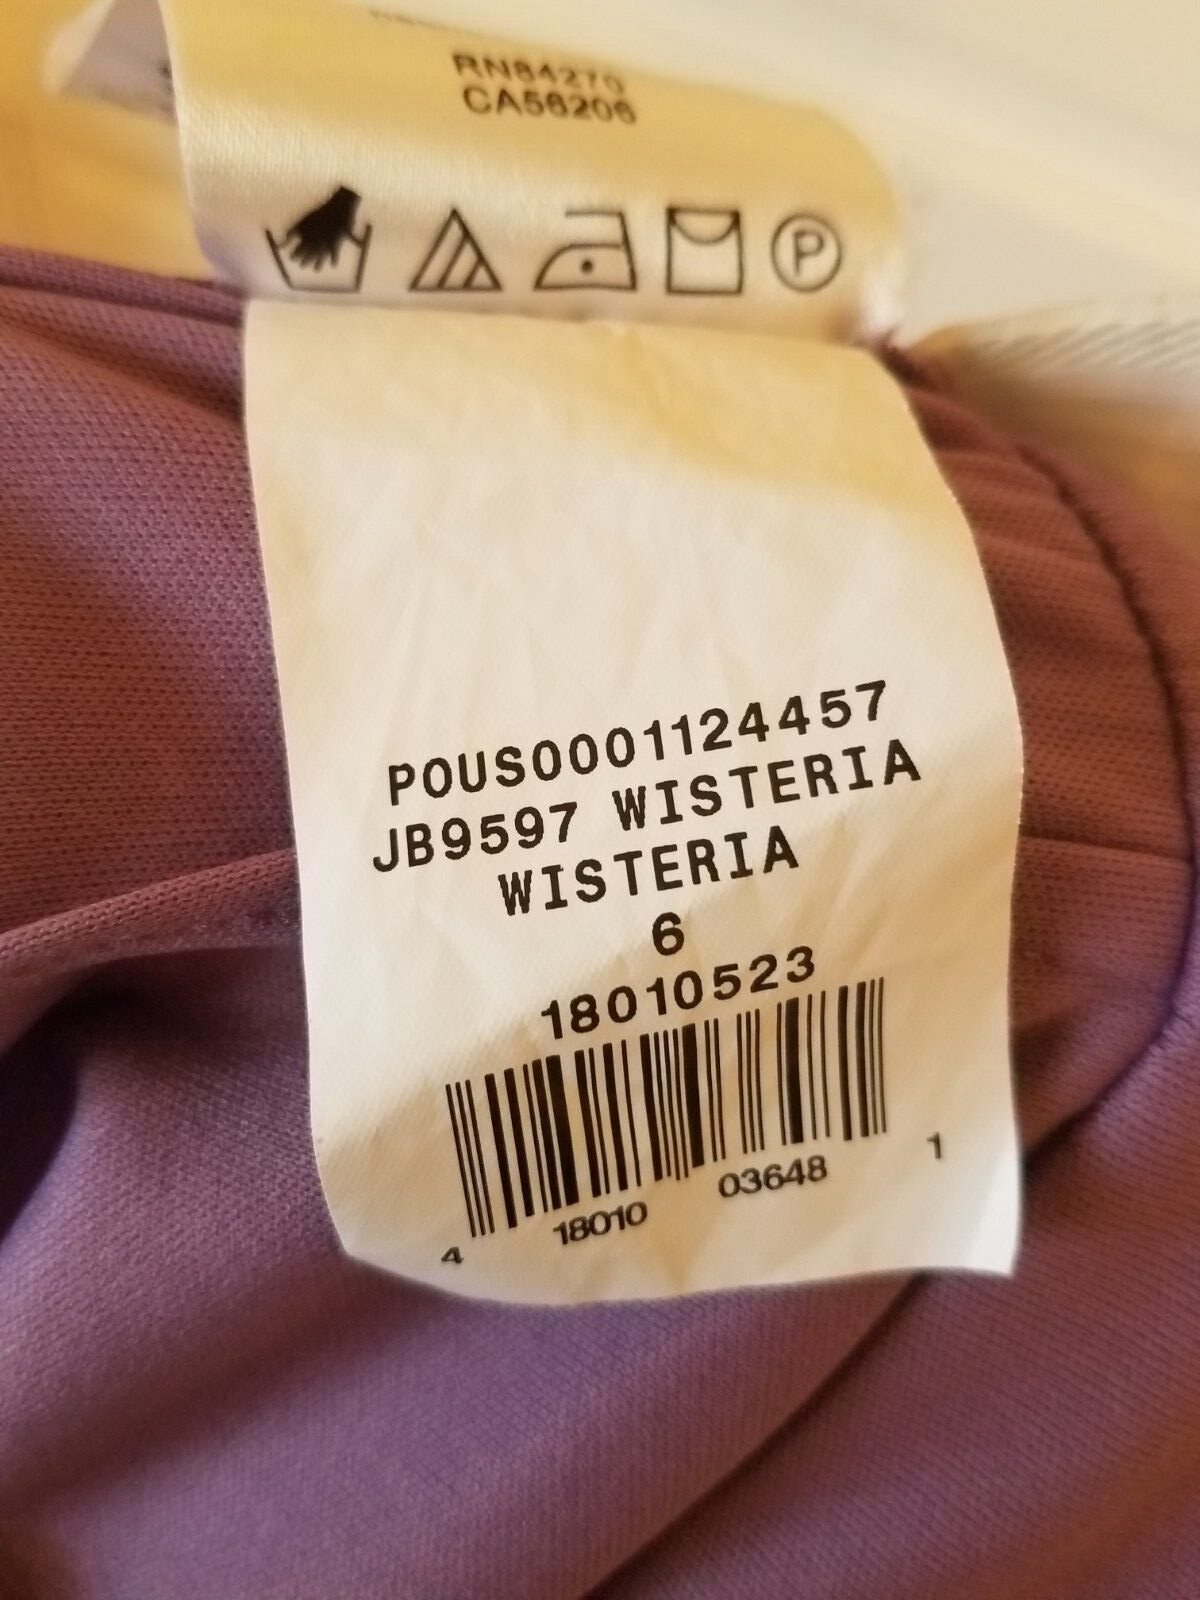 RN84270
CA56206
P
POUS0001124457
JB9597 WISTERIA
WISTERIA
6
18010523
4 18010 03648 1